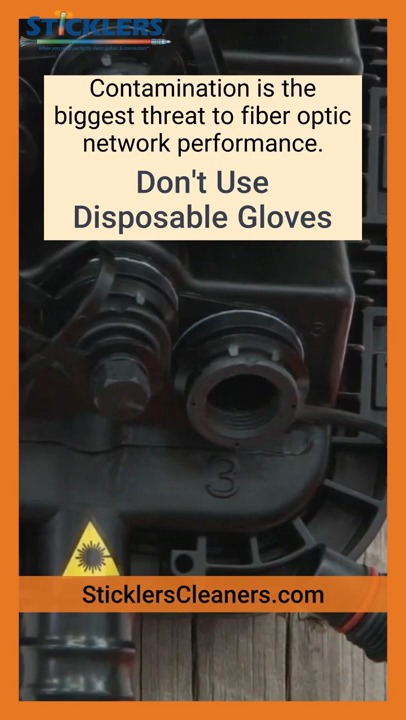 STICKLERS
Contamination is the
biggest threat to fiber optic
network performance.
Don't Use
Disposable Gloves
3
SticklersCleaners.com